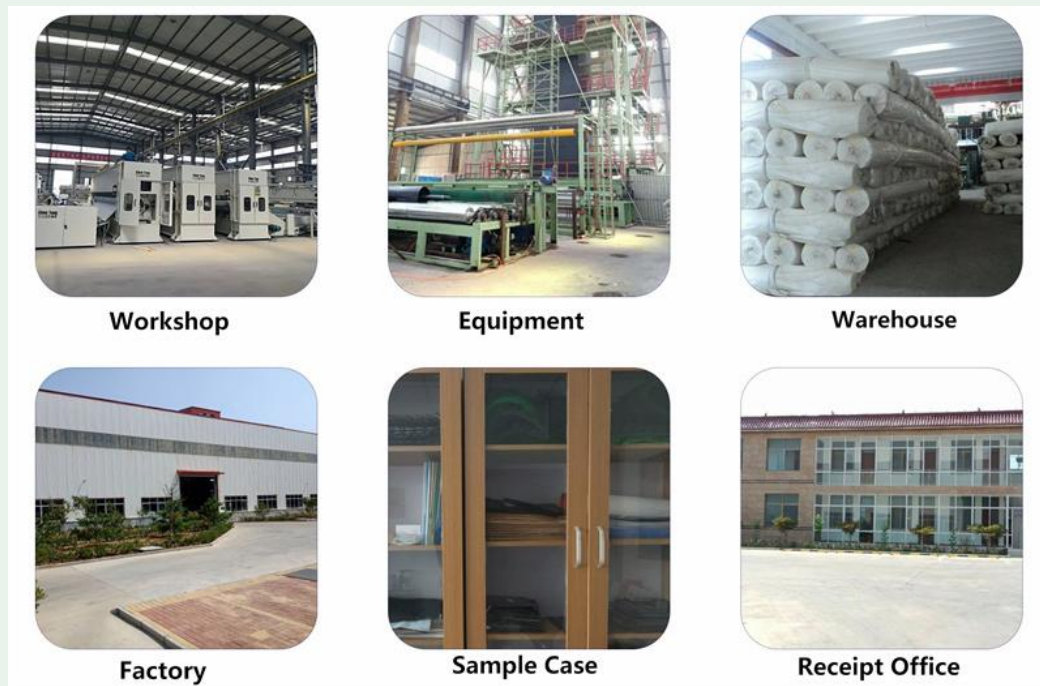 Workshop
Equipment
Warehouse
Factory
Sample Case
Receipt Office